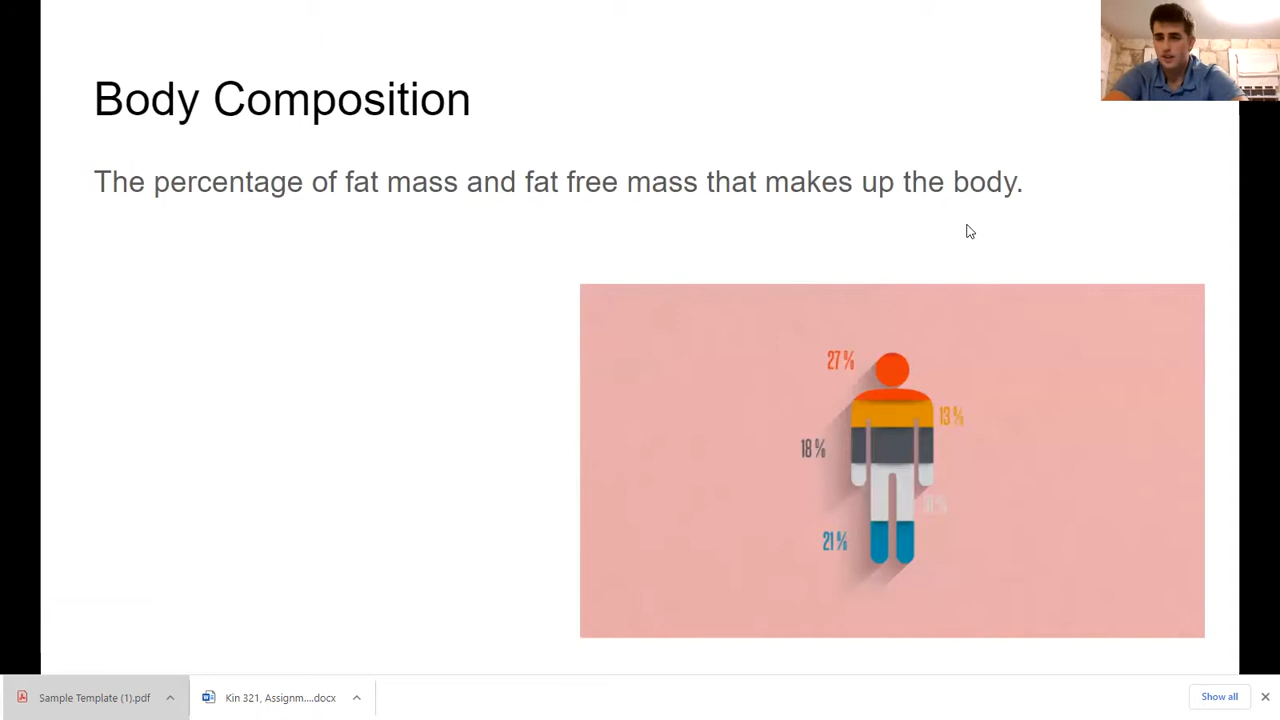 Body Composition
The percentage of fat mass and fat free mass that makes up the body.
27%
13%
18%
21%
Sample Template (1).pdf
Kin 321, Assignm....docx
Show all